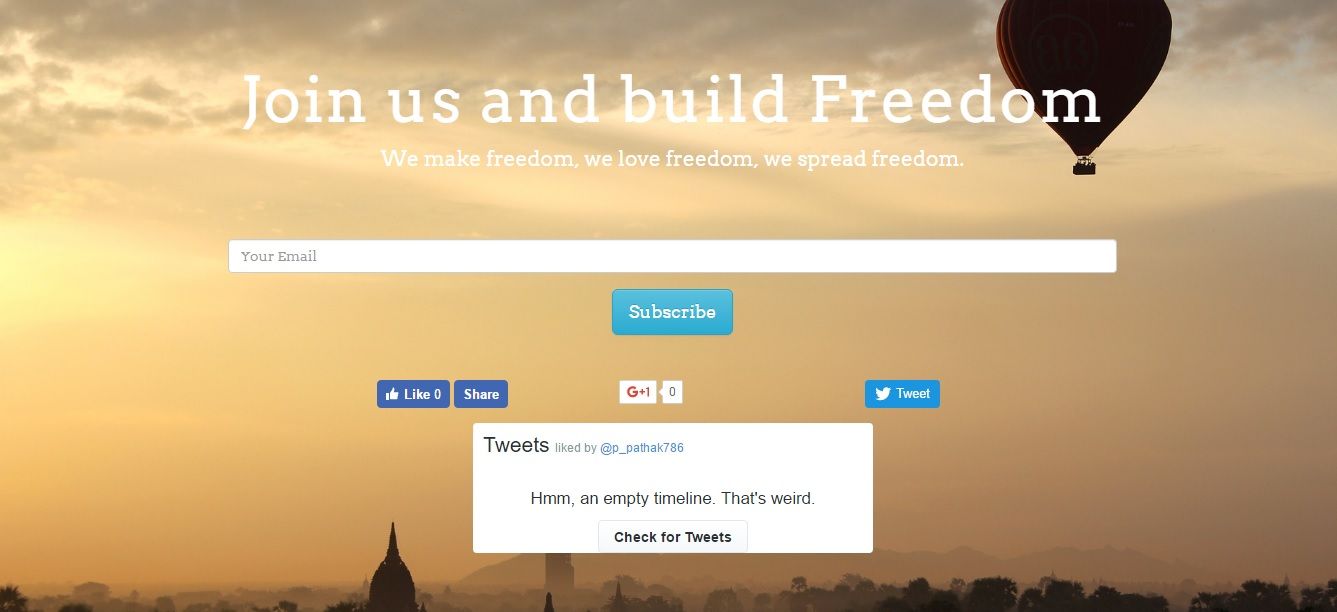 Join us and build Freedom
We make freedom, we love freedom, we spread freedom.
Your Email
Subscribe
Like 0 Share G+1 0 Tweet
Tweets liked by @p_pathak786
Hmm, an empty timeline. That's weird.
Check for Tweets